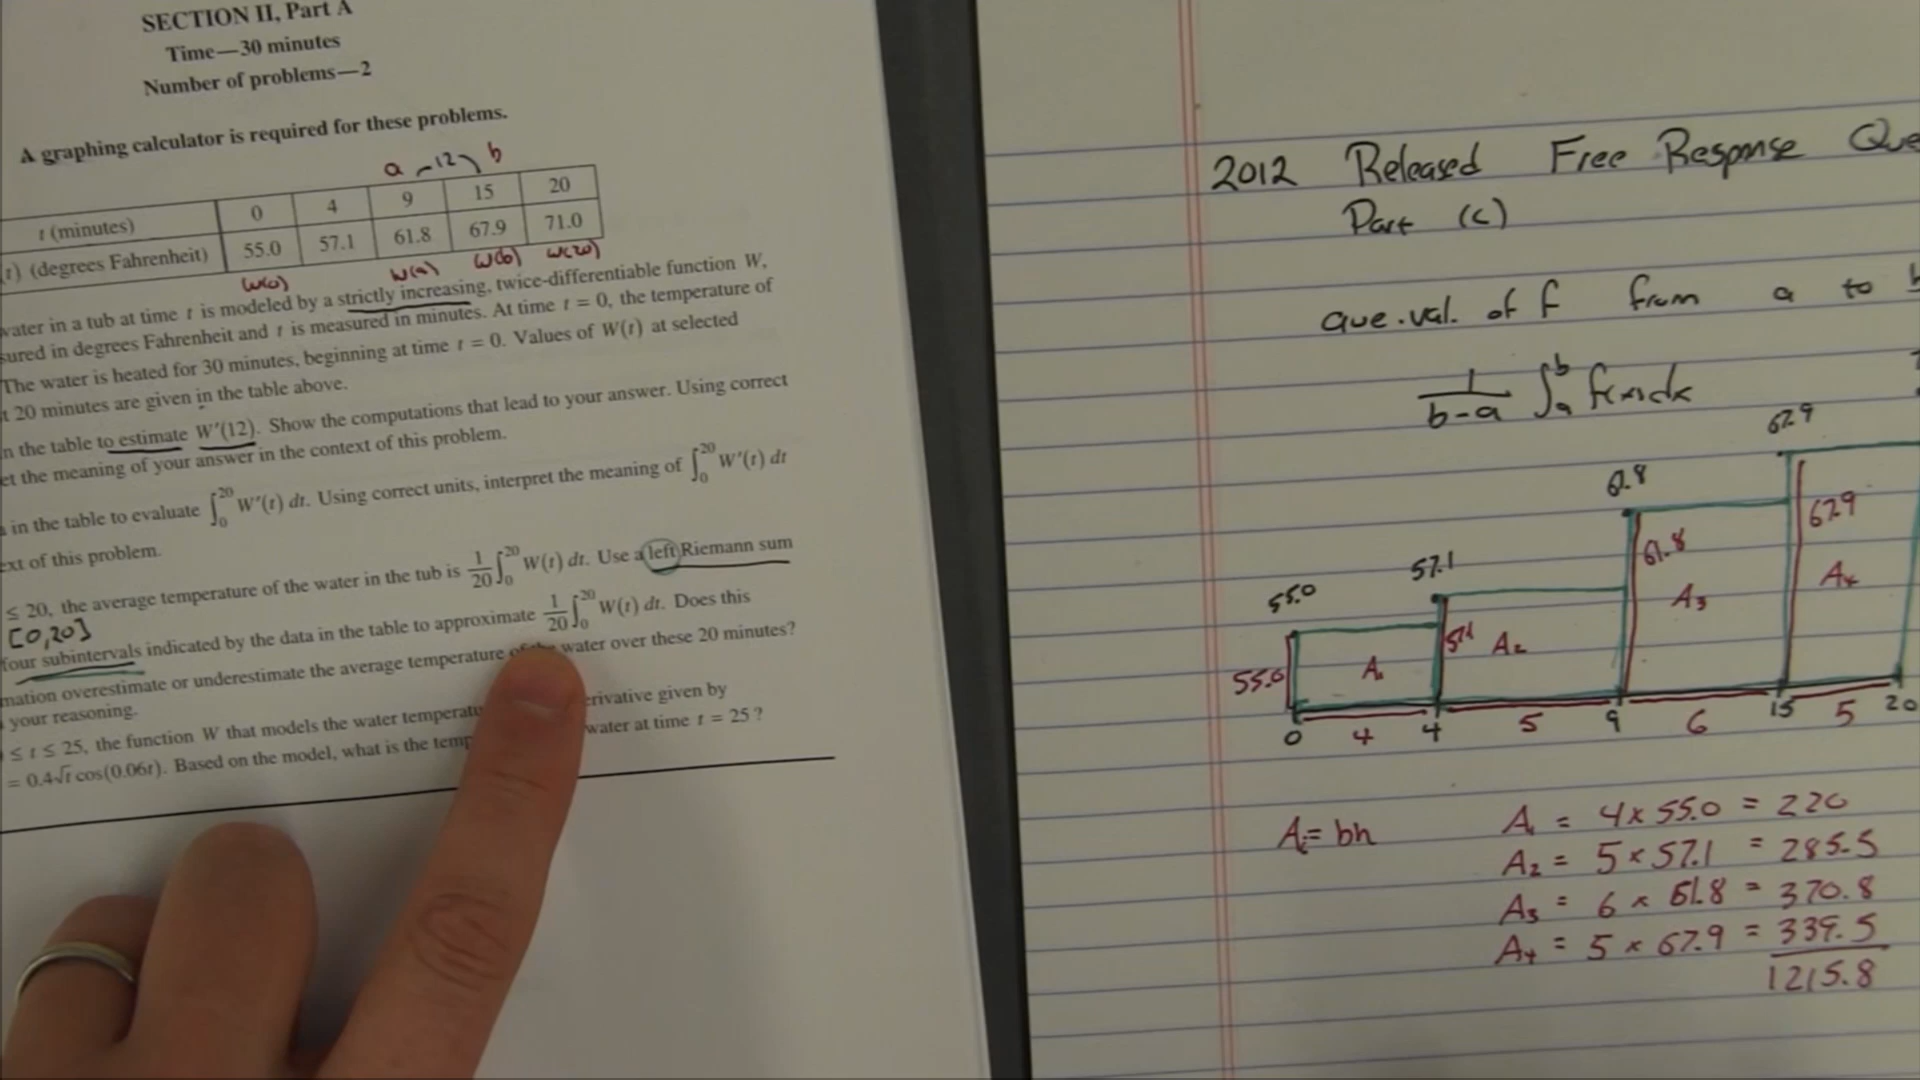 SECTION II, Part A
Time—30 minutes
Number of problems—2
A graphing calculator is required for these problems.
a 12 b
t (minutes) 0 4 9 15 20
(t) (degrees Fahrenheit) 55.0 57.1 61.8 67.9 71.0
W(0) W(a) W(b) W(20)
water in a tub at time t is modeled by a strictly increasing, twice-differentiable function W,
sured in degrees Fahrenheit and t is measured in minutes. At time t = 0, the temperature of
The water is heated for 30 minutes, beginning at time t = 0. Values of W(t) at selected
t 20 minutes are given in the table above.
n the table to estimate W′(12). Show the computations that lead to your answer. Using correct
et the meaning of your answer in the context of this problem.
a in the table to evaluate ∫₀²⁰ W′(t) dt. Using correct units, interpret the meaning of ∫₀²⁰ W′(t) dt
ext of this problem.
≤ 20, the average temperature of the water in the tub is 1/20 ∫₀²⁰ W(t) dt. Use a left Riemann sum
[0,20]
four subintervals indicated by the data in the table to approximate 1/20 ∫₀²⁰ W(t) dt. Does this
mation overestimate or underestimate the average temperature of the water over these 20 minutes?
your reasoning.
≤ t ≤ 25, the function W that models the water temperatu erivative given by
= 0.4√t cos(0.06t). Based on the model, what is the temp water at time t = 25?
2012 Released Free Response Que
Part (c)
ave.val. of f from a to b
1/(b-a) ∫ₐᵇ f(x)dx
55.0 57.1 61.8 67.9
55.0 A₁ 57.1 A₂ 61.8 A₃ 67.9 A₄
0 4 4 5 9 6 15 5 20
Aᵢ= bh
A₁ = 4 x 55.0 = 220
A₂ = 5 x 57.1 = 285.5
A₃ = 6 x 61.8 = 370.8
A₄ = 5 x 67.9 = 339.5
1215.8